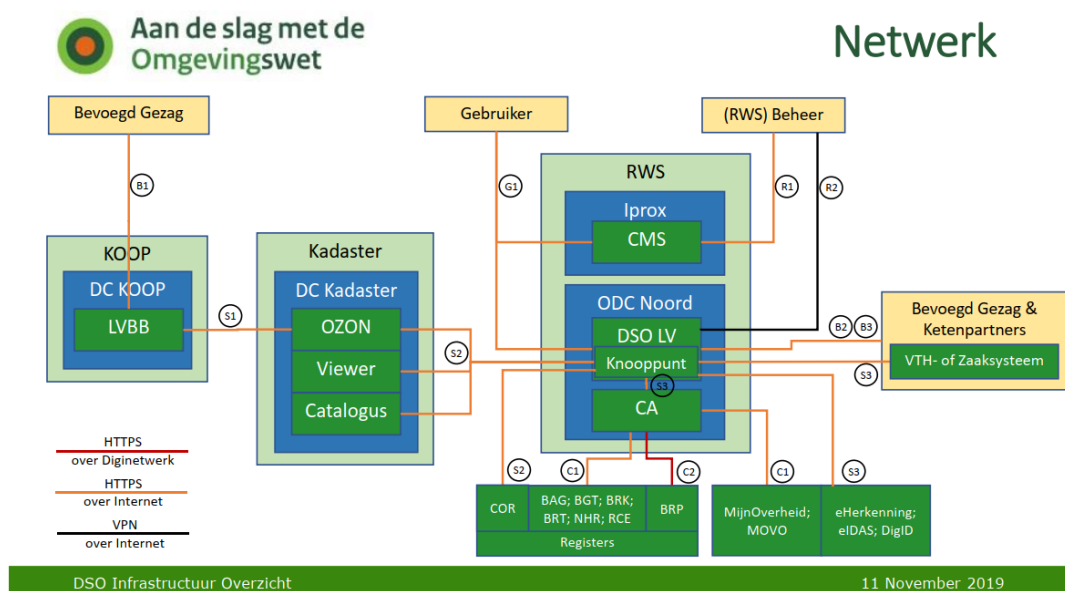 Aan de slag met de
Omgevingswet
Netwerk
Bevoegd Gezag
Gebruiker
(RWS) Beheer
B1
G1
R1
R2
RWS
Iprox
CMS
KOOP
DC KOOP
LVBB
S1
Kadaster
DC Kadaster
OZON
Viewer
Catalogus
S2
ODC Noord
DSO LV
Knooppunt
S3
CA
B2
B3
S3
Bevoegd Gezag &
Ketenpartners
VTH- of Zaaksysteem
HTTPS
over Diginetwerk
HTTPS
over Internet
VPN
over Internet
S2
C1
C2
C1
S3
COR
BAG; BGT; BRK;
BRT; NHR; RCE
BRP
Registers
MijnOverheid;
MOVO
eHerkenning;
eIDAS; DigID
DSO Infrastructuur Overzicht
11 November 2019